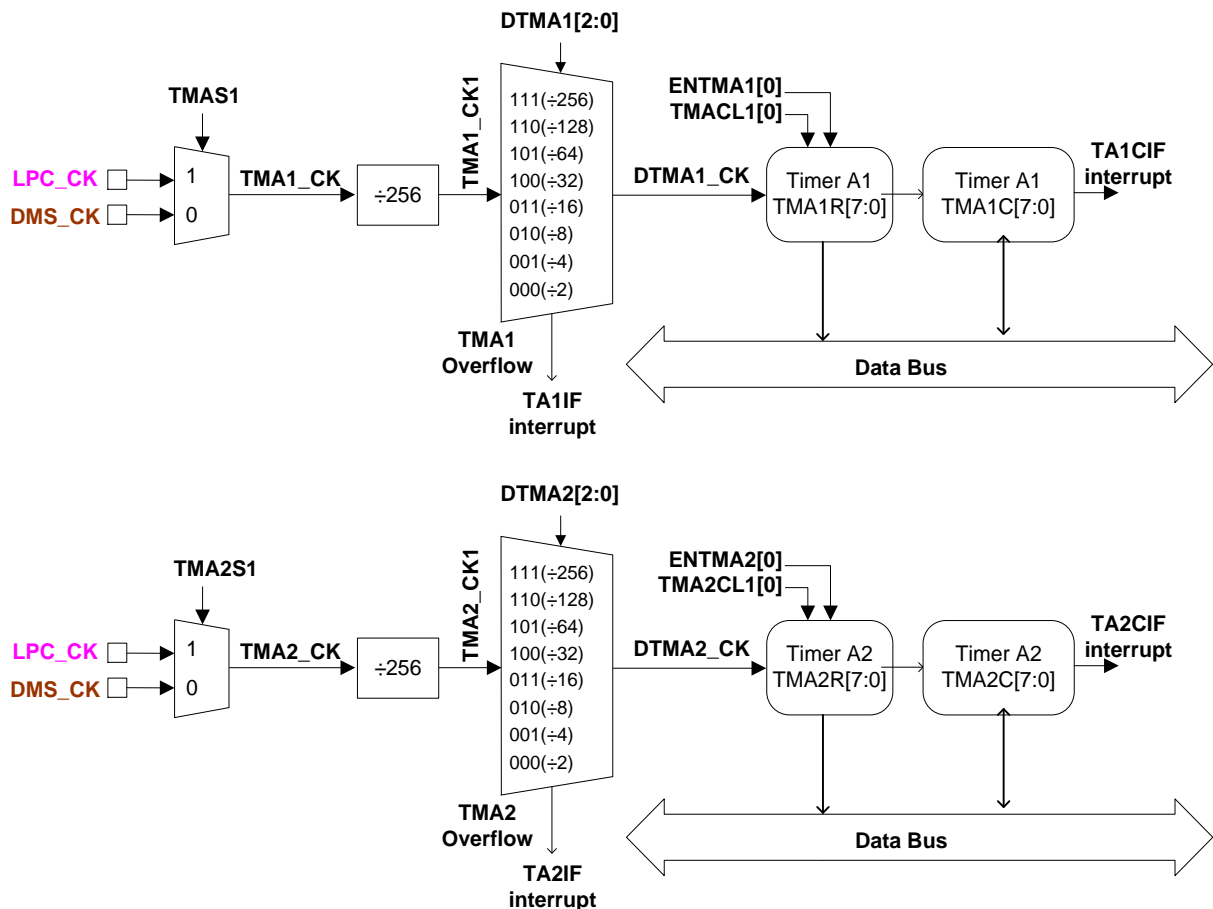 DTMA1[2:0]
TMAS1
LPC_CK
DMS_CK
1
0
TMA1_CK
÷256
TMA1_CK1
111(÷256)
110(÷128)
101(÷64)
100(÷32)
011(÷16)
010(÷8)
001(÷4)
000(÷2)
TMA1
Overflow
TA1IF
interrupt
DTMA1_CK
ENTMA1[0]
TMACL1[0]
Timer A1
TMA1R[7:0]
Timer A1
TMA1C[7:0]
TA1CIF
interrupt
Data Bus
DTMA2[2:0]
TMA2S1
LPC_CK
DMS_CK
1
0
TMA2_CK
÷256
TMA2_CK1
111(÷256)
110(÷128)
101(÷64)
100(÷32)
011(÷16)
010(÷8)
001(÷4)
000(÷2)
TMA2
Overflow
TA2IF
interrupt
DTMA2_CK
ENTMA2[0]
TMA2CL1[0]
Timer A2
TMA2R[7:0]
Timer A2
TMA2C[7:0]
TA2CIF
interrupt
Data Bus